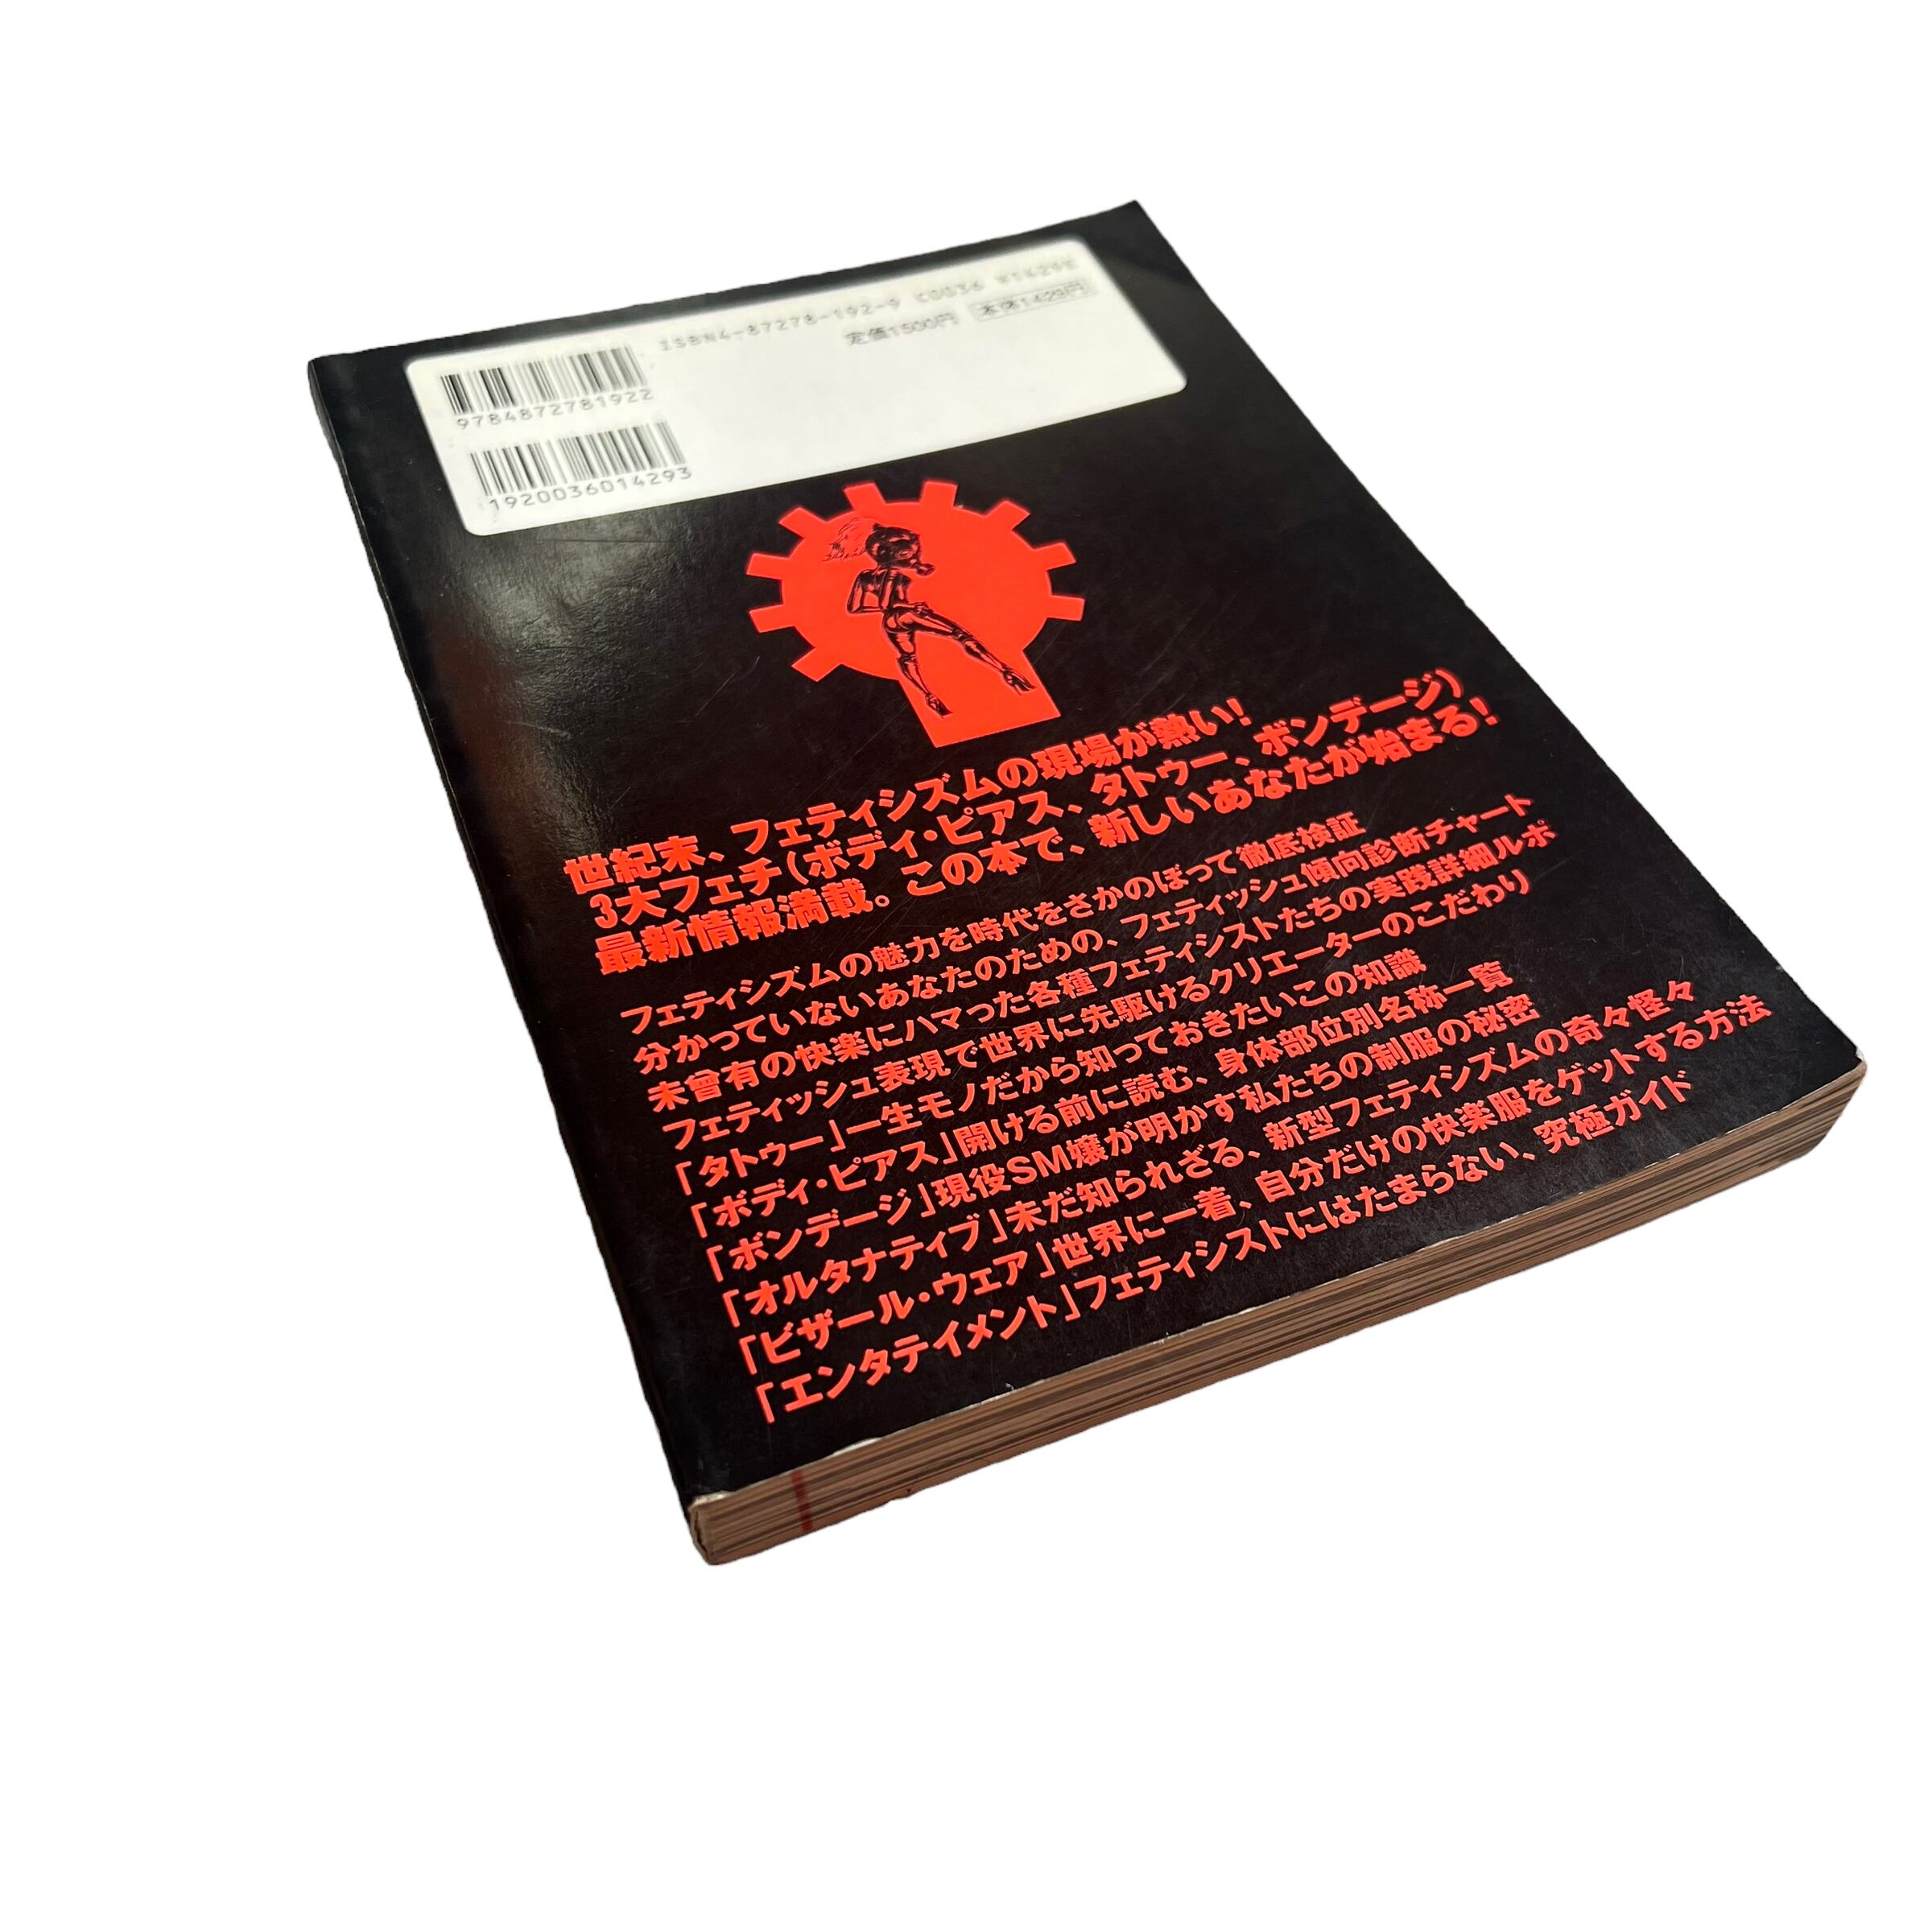 ISBN4-87278-192-9 C0036 ¥1429E
定価1500円 本体1429円
9784872781922
1920036014293
世紀末、フェティシズムの現場が熱い!
3大フェチ(ボディ・ピアス、タトゥー、ボンデージ)
最新情報満載。この本で、新しいあなたが始まる!
フェティシズムの魅力を時代をさかのぼって徹底検証
分かっていないあなたのための、フェティッシュ傾向診断チャート
未曾有の快楽にハマった各種フェティシストたちの実践詳細ルポ
フェティッシュ表現で世界に先駆けるクリエーターのこだわり
「タトゥー」一生モノだから知っておきたいこの知識
「ボディ・ピアス」開ける前に読む、身体部位別名称一覧
「ボンデージ」現役SM嬢が明かす私たちの制服の秘密
「オルタナティブ」未だ知られざる、新型フェティシズムの奇々怪々
「ビザール・ウェア」世界に一着、自分だけの快楽服をゲットする方法
「エンタテイメント」フェティシストにはたまらない、究極ガイド